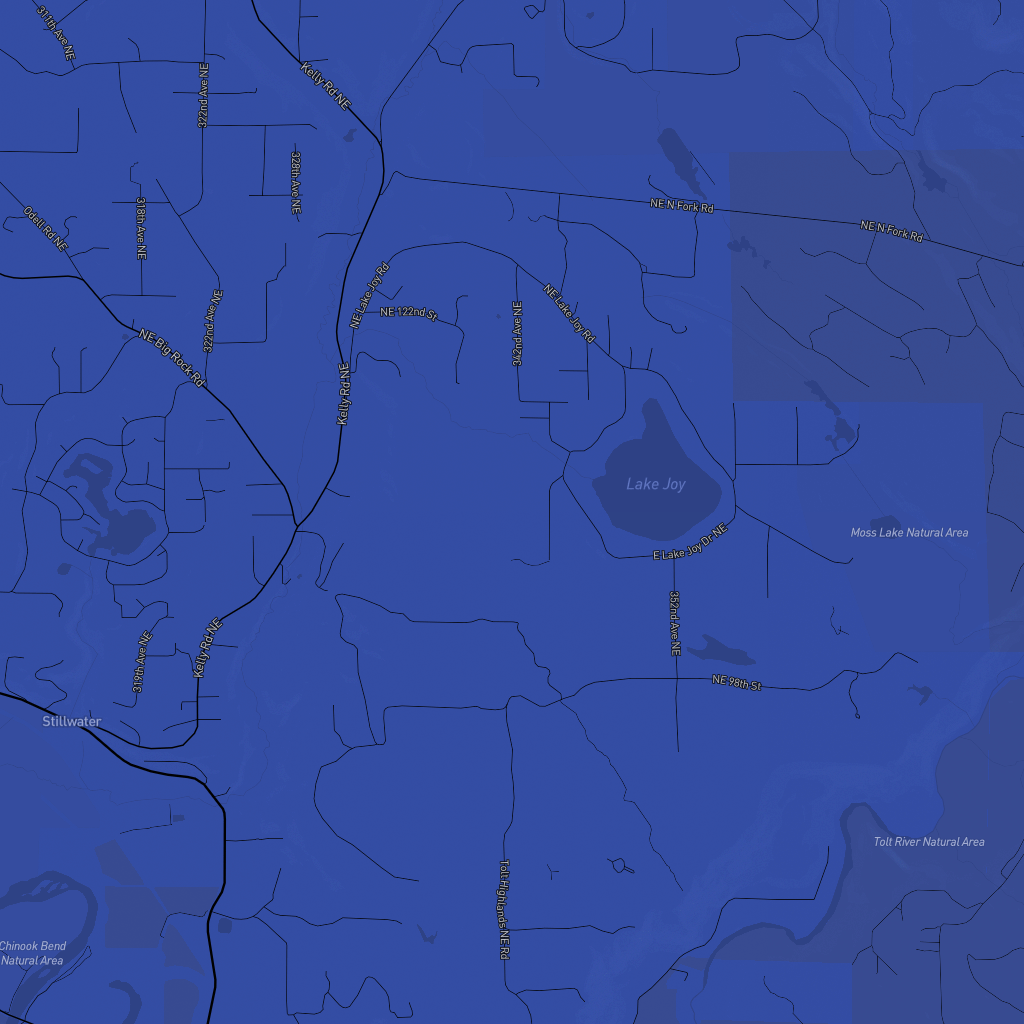 311th Ave NE
Kelly Rd NE
322nd Ave NE
328th Ave NE
318th Ave NE
NE N Fork Rd
NE N Fork Rd
Odell Rd NE
NE Lake Joy Rd
NE Lake Joy Rd
NE 122nd St
322nd Ave NE
342nd Ave NE
NE Big Rock Rd
Kelly Rd NE
Lake Joy
Moss Lake Natural Area
E Lake Joy Dr NE
352nd Ave NE
319th Ave NE
Kelly Rd NE
NE 98th St
Stillwater
Tolt River Natural Area
Tolt Highlands NE Rd
Chinook Bend
Natural Area